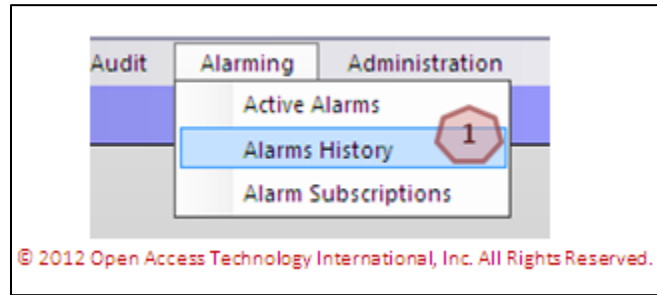 Audit Alarming Administration
Active Alarms
Alarms History 1
Alarm Subscriptions
© 2012 Open Access Technology International, Inc. All Rights Reserved.